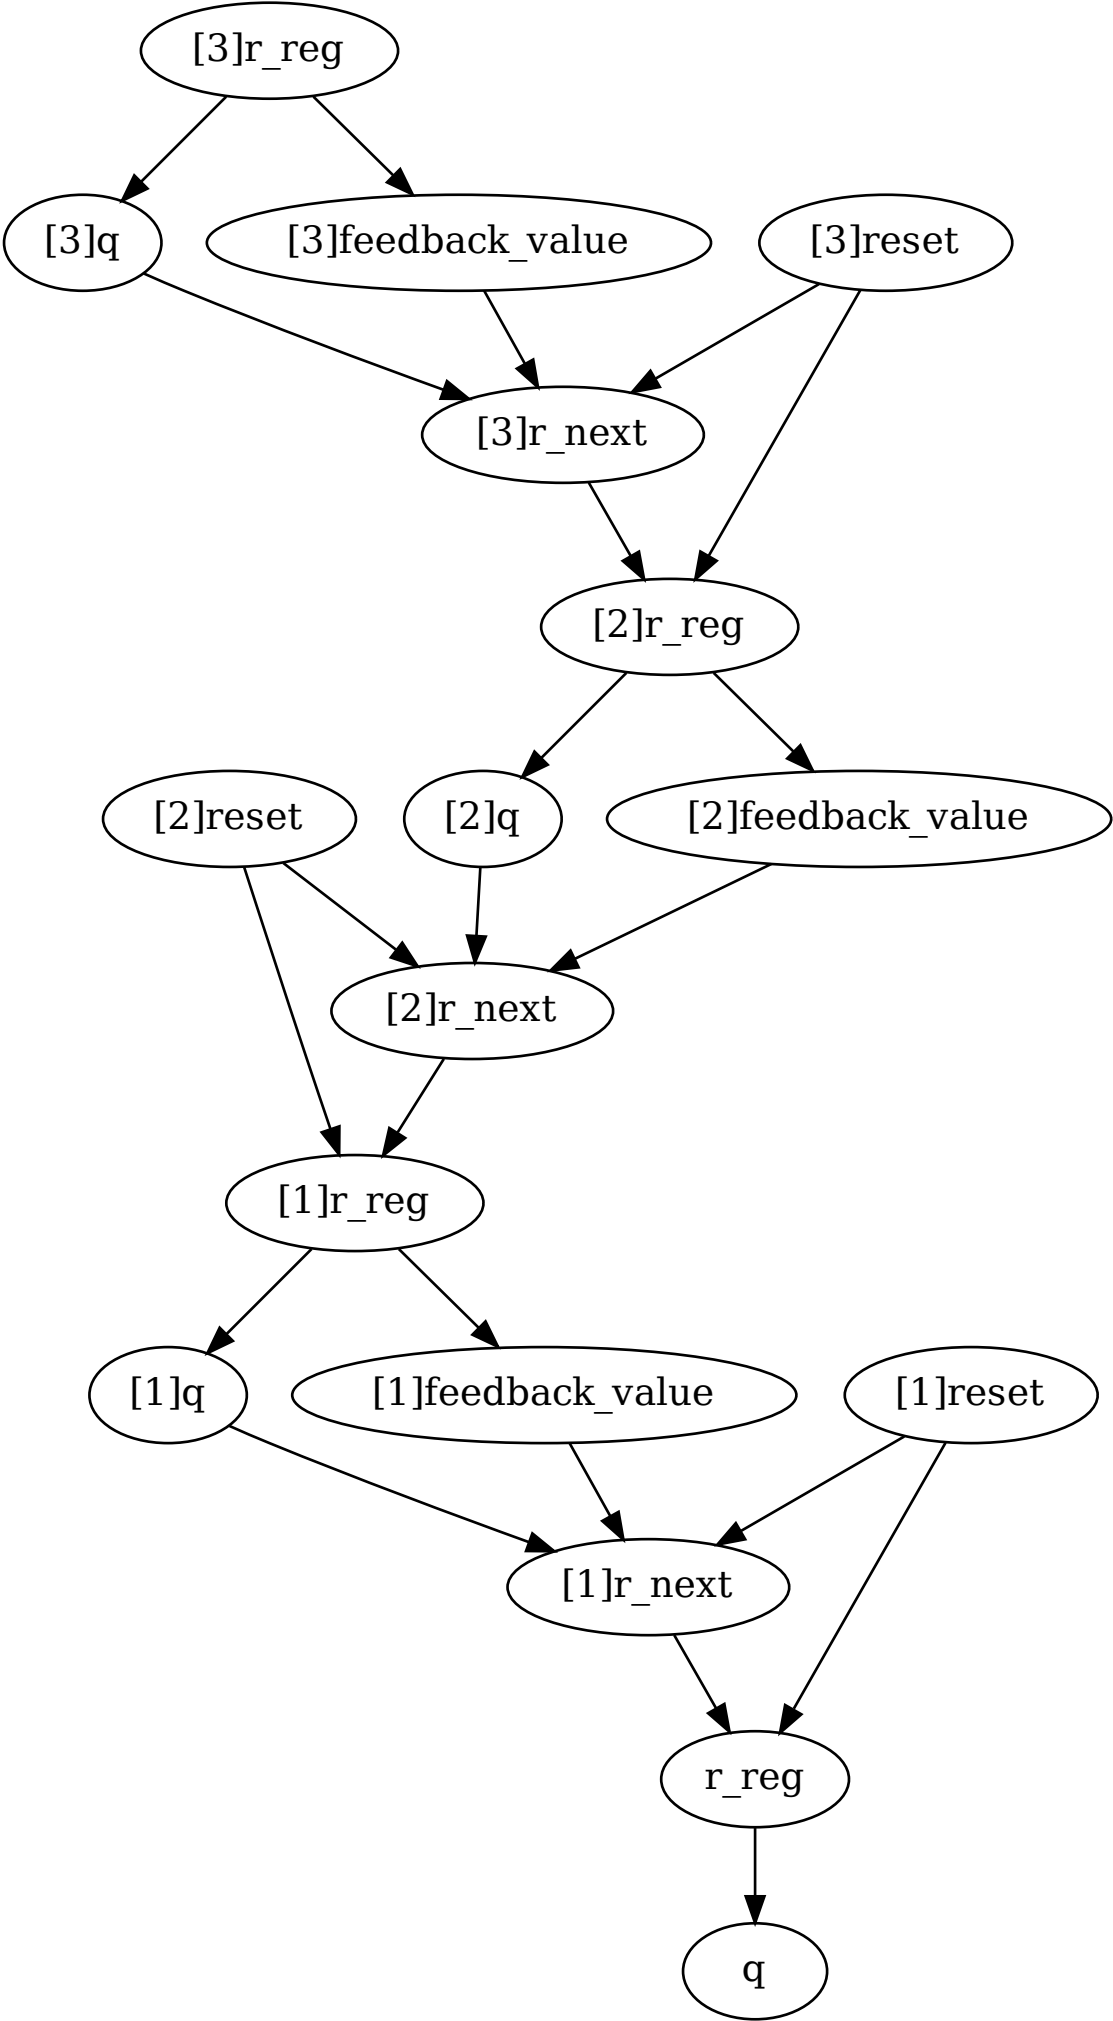 [3]r_reg
[3]q
[3]feedback_value
[3]reset
[3]r_next
[2]r_reg
[2]reset
[2]q
[2]feedback_value
[2]r_next
[1]r_reg
[1]q
[1]feedback_value
[1]reset
[1]r_next
r_reg
q